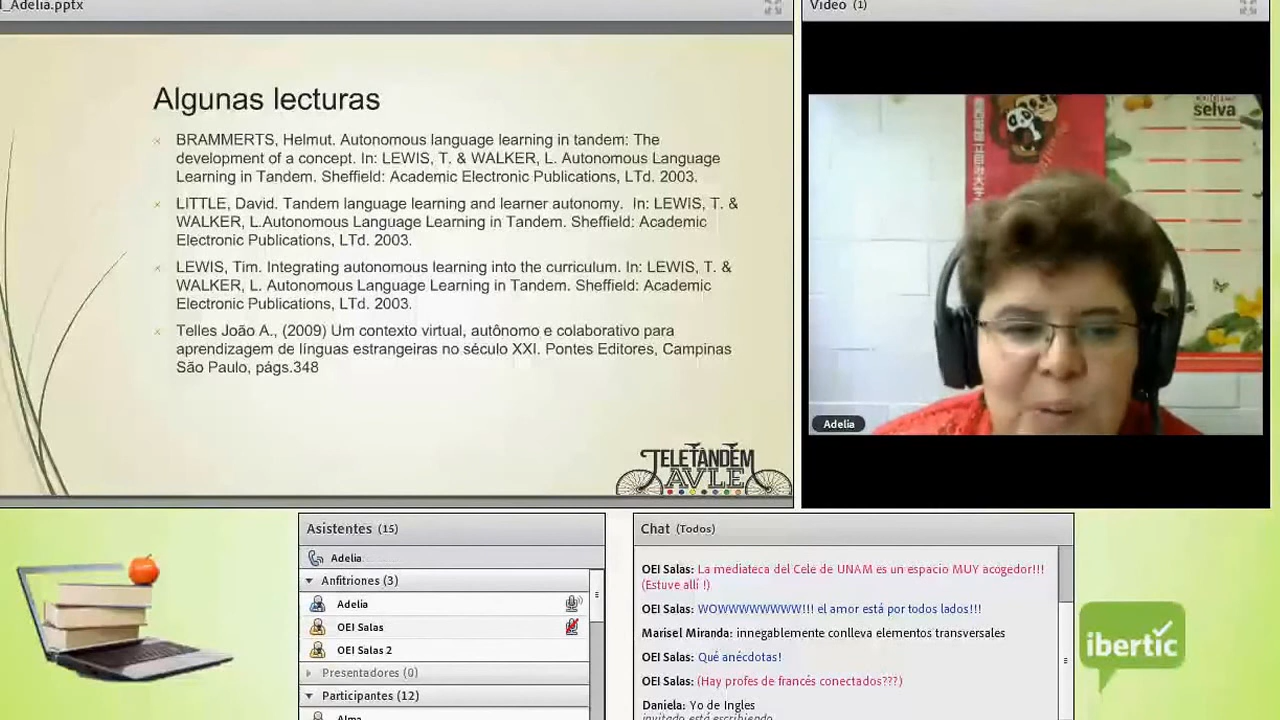 l_Adelia.pptx
Algunas lecturas
BRAMMERTS, Helmut. Autonomous language learning in tandem: The
development of a concept. In: LEWIS, T. & WALKER, L. Autonomous Language
Learning in Tandem. Sheffield: Academic Electronic Publications, LTd. 2003.
LITTLE, David. Tandem language learning and learner autonomy. In: LEWIS, T. &
WALKER, L.Autonomous Language Learning in Tandem. Sheffield: Academic
Electronic Publications, LTd. 2003.
LEWIS, Tim. Integrating autonomous learning into the curriculum. In: LEWIS, T. &
WALKER, L. Autonomous Language Learning in Tandem. Sheffield: Academic
Electronic Publications, LTd. 2003.
Telles João A., (2009) Um contexto virtual, autônomo e colaborativo para
aprendizagem de línguas estrangeiras no século XXI. Pontes Editores, Campinas
São Paulo, págs.348
TELETANDEM
AVLE
Video (1)
selva
Adelia
Asistentes (15)
Adelia
Anfitriones (3)
Adelia
OEI Salas
OEI Salas 2
Presentadores (0)
Participantes (12)
Alma
Chat (Todos)
OEI Salas: La mediateca del Cele de UNAM es un espacio MUY acogedor!!!
(Estuve allí !)
OEI Salas: WOWWWWWWWW!!! el amor está por todos lados!!!
Marisel Miranda: innegablemente conlleva elementos transversales
OEI Salas: Qué anécdotas!
OEI Salas: (Hay profes de francés conectados???)
Daniela: Yo de Ingles
invitado está escribiendo
ibertic